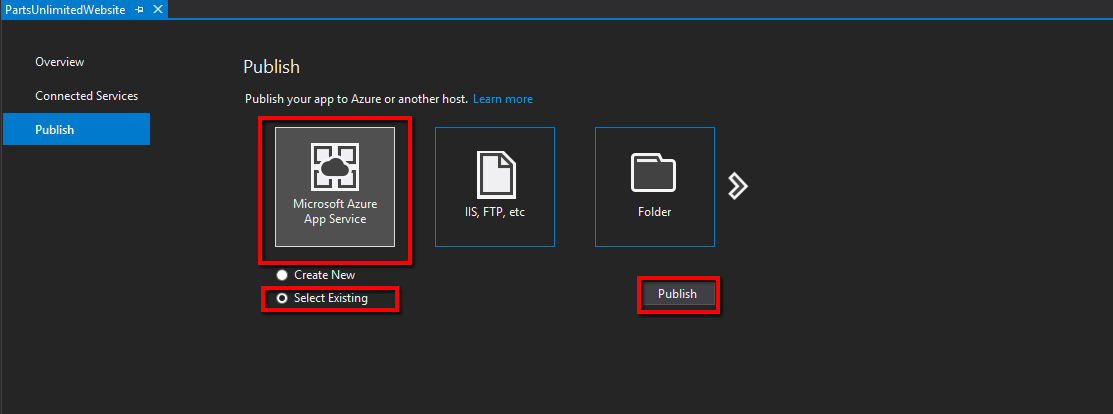 PartsUnlimitedWebsite
Overview
Connected Services
Publish
Publish
Publish your app to Azure or another host. Learn more
Microsoft Azure
App Service
IIS, FTP, etc
Folder
Create New
Select Existing
Publish